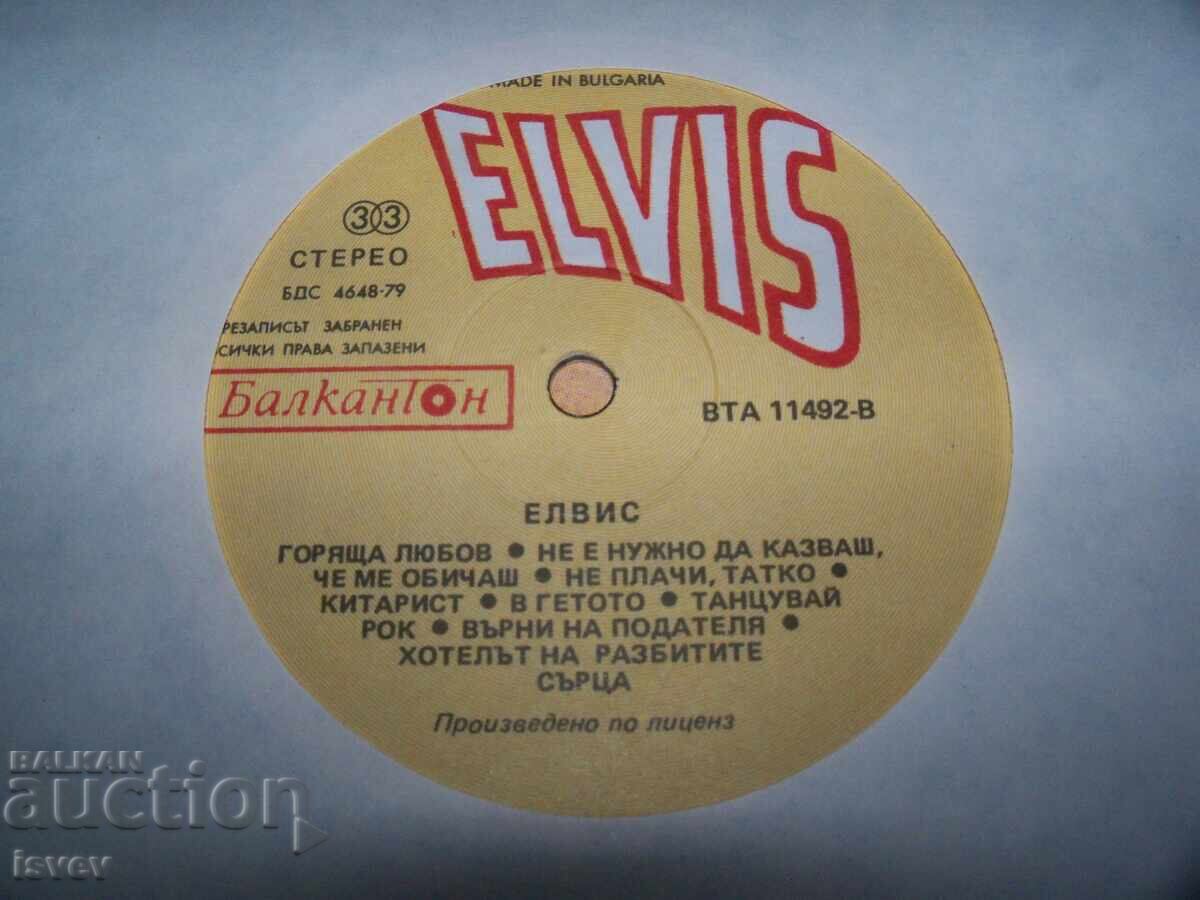 MADE IN BULGARIA
ELVIS
33
СТЕРЕО
БДС 4648-79
РЕЗАПИСЪТ ЗАБРАНЕН
СИЧКИ ПРАВА ЗАПАЗЕНИ
Балкантон
ВТА 11492-В
ЕЛВИС
ГОРЯЩА ЛЮБОВ • НЕ Е НУЖНО ДА КАЗВАШ,
ЧЕ МЕ ОБИЧАШ • НЕ ПЛАЧИ, ТАТКО •
КИТАРИСТ • В ГЕТОТО • ТАНЦУВАЙ
РОК • ВЪРНИ НА ПОДАТЕЛЯ •
ХОТЕЛЪТ НА РАЗБИТИТЕ
СЪРЦА
Произведено по лиценз
BALKAN
auction
isvev